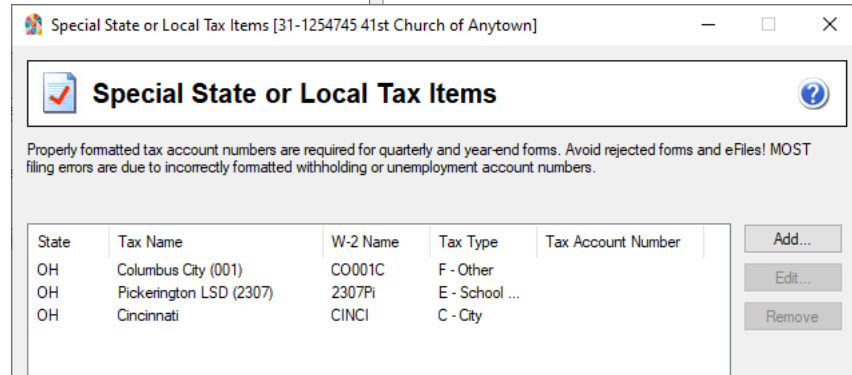 Special State or Local Tax Items [31-1254745 41st Church of Anytown]
Special State or Local Tax Items
Properly formatted tax account numbers are required for quarterly and year-end forms. Avoid rejected forms and eFiles! MOST
filing errors are due to incorrectly formatted withholding or unemployment account numbers.
State Tax Name W-2 Name Tax Type Tax Account Number Add...
OH Columbus City (001) CO001C F - Other
Edit...
OH Pickerington LSD (2307) 2307Pi E - School ...
OH Cincinnati CINCI C - City Remove